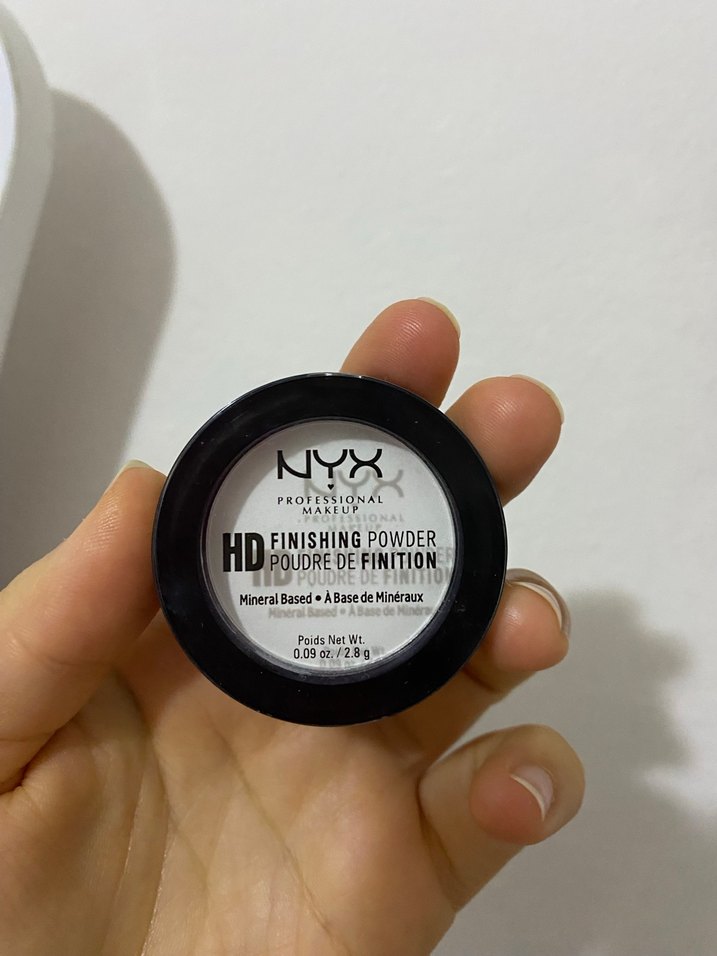 NYX
PROFESSIONAL
MAKEUP
HD FINISHING POWDER
POUDRE DE FINITION
Mineral Based • À Base de Minéraux
Poids Net Wt.
0.09 oz. / 2.8 g